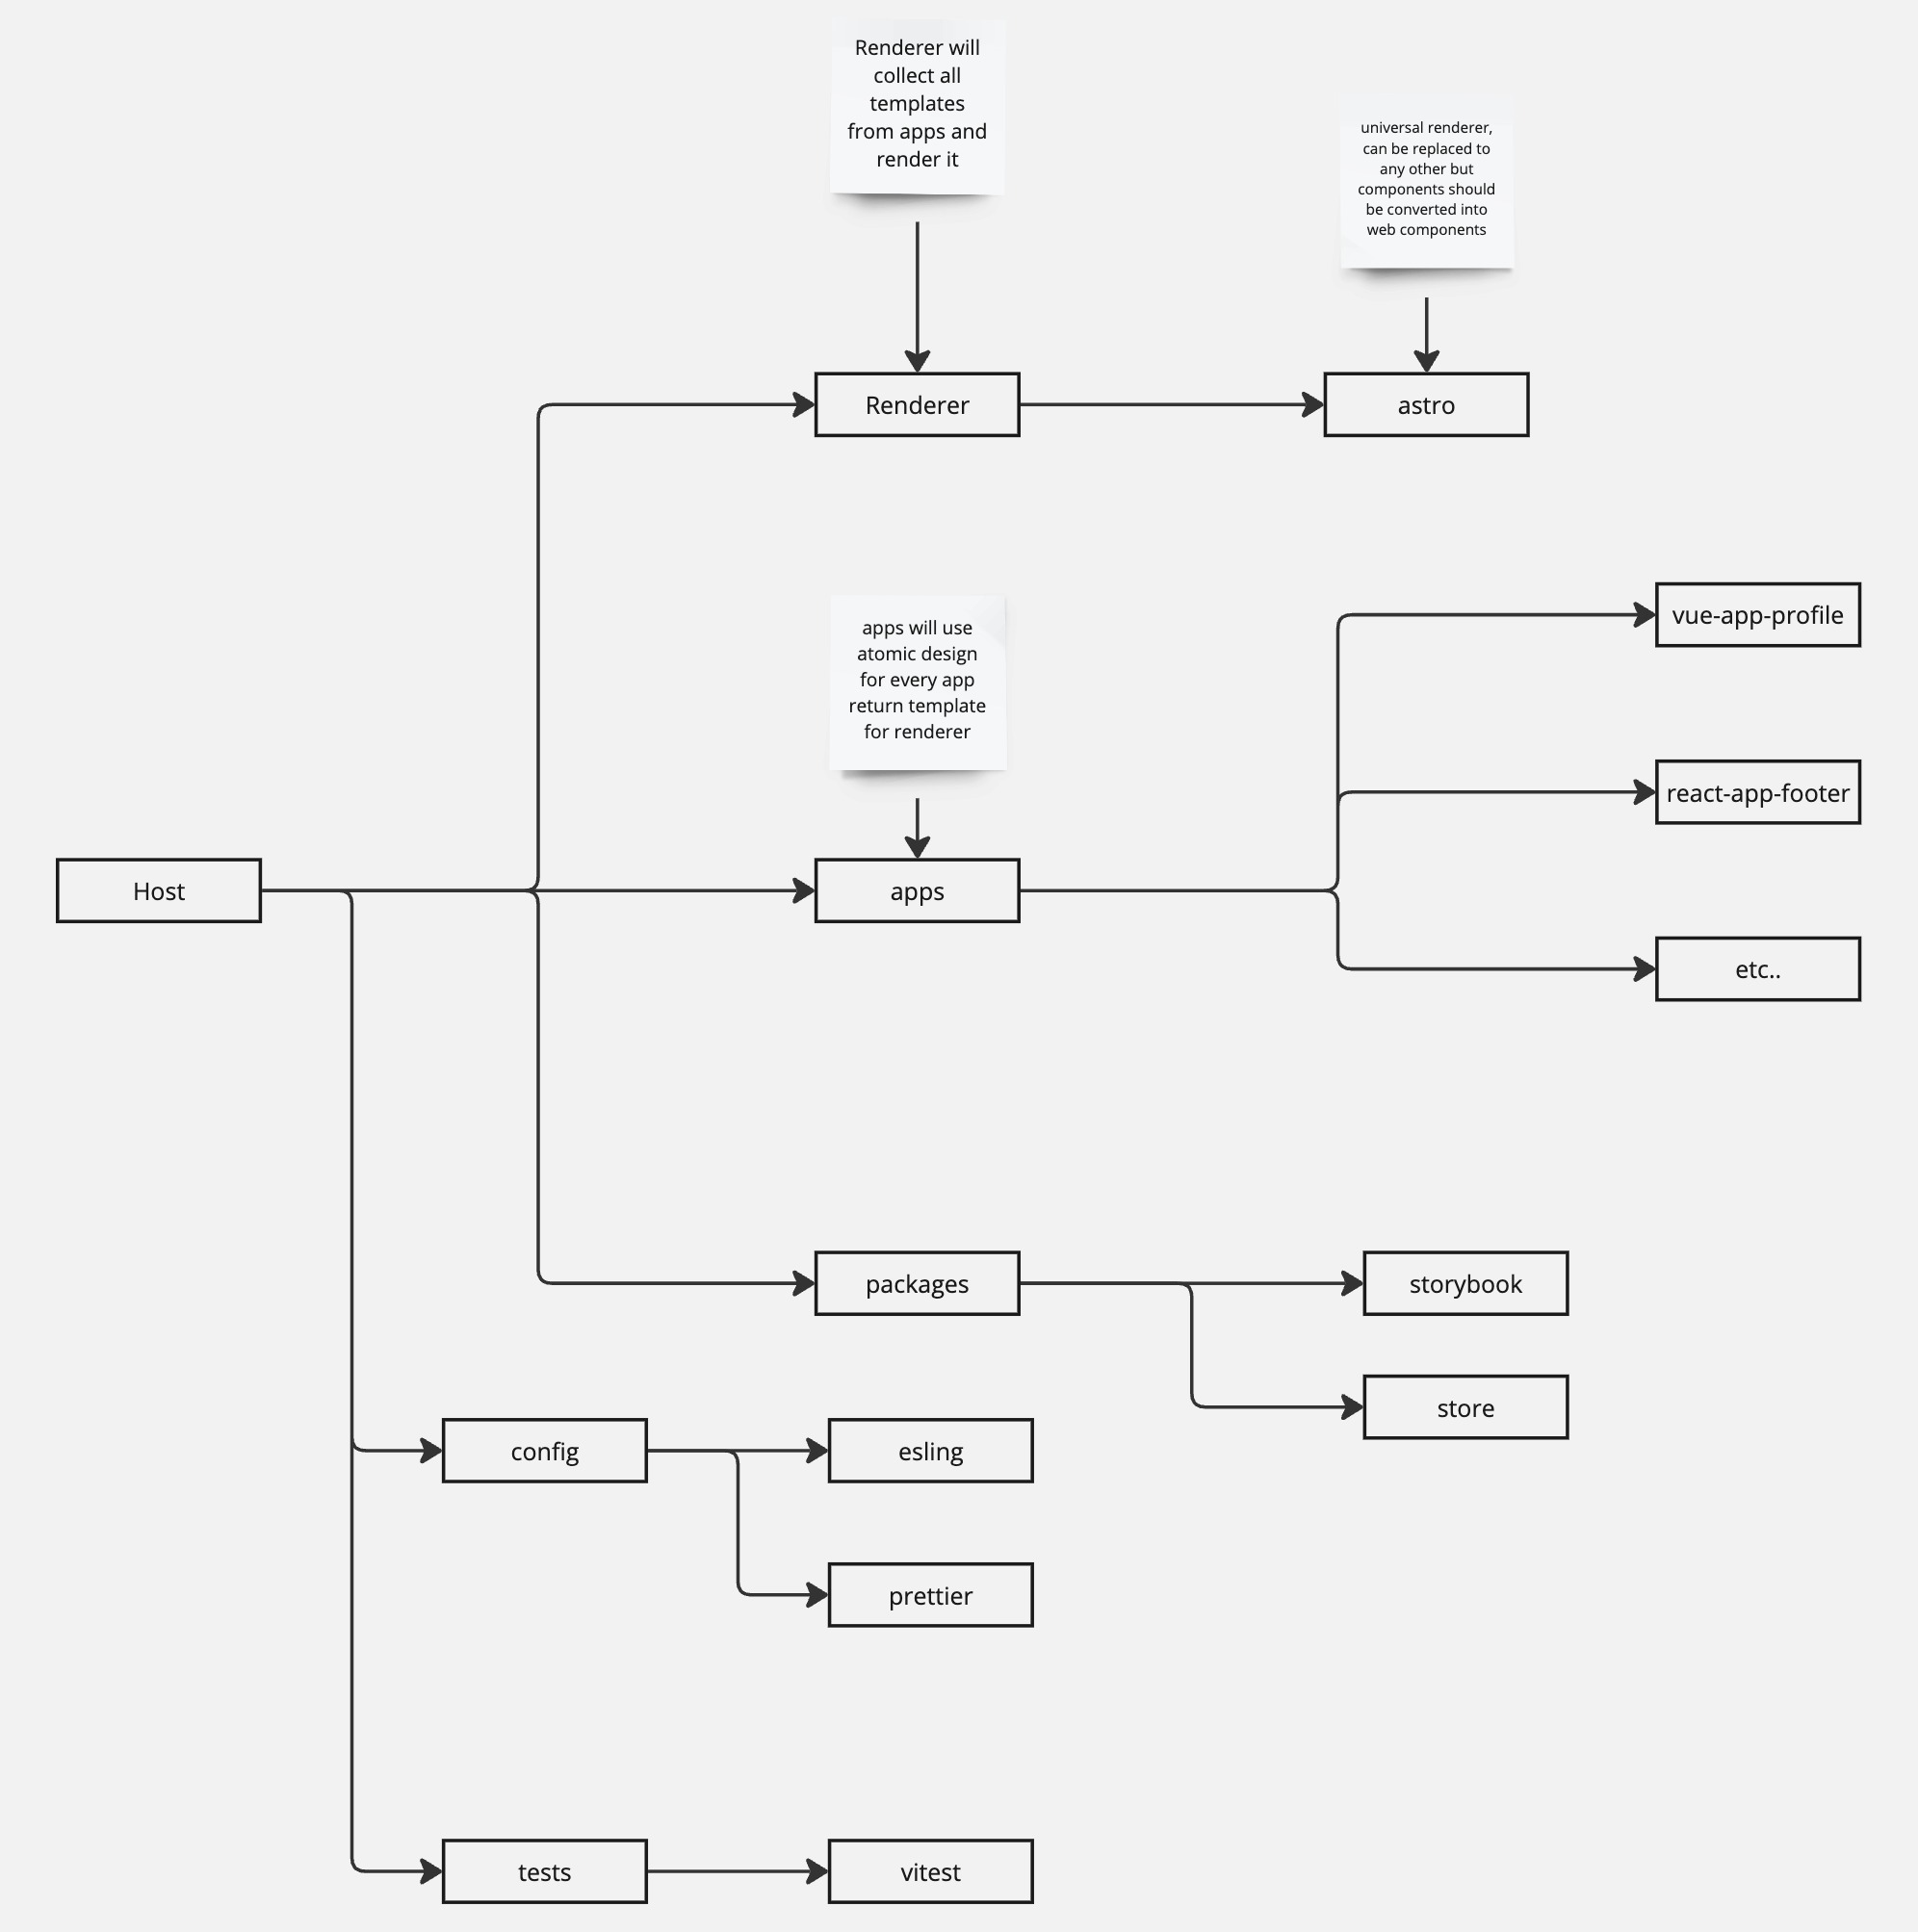 Renderer will
collect all
templates
from apps and
render it
universal renderer,
can be replaced to
any other but
components should
be converted into
web components
Renderer
astro
apps will use
atomic design
for every app
return template
for renderer
vue-app-profile
react-app-footer
Host
apps
etc..
packages
storybook
store
config
esling
prettier
tests
vitest